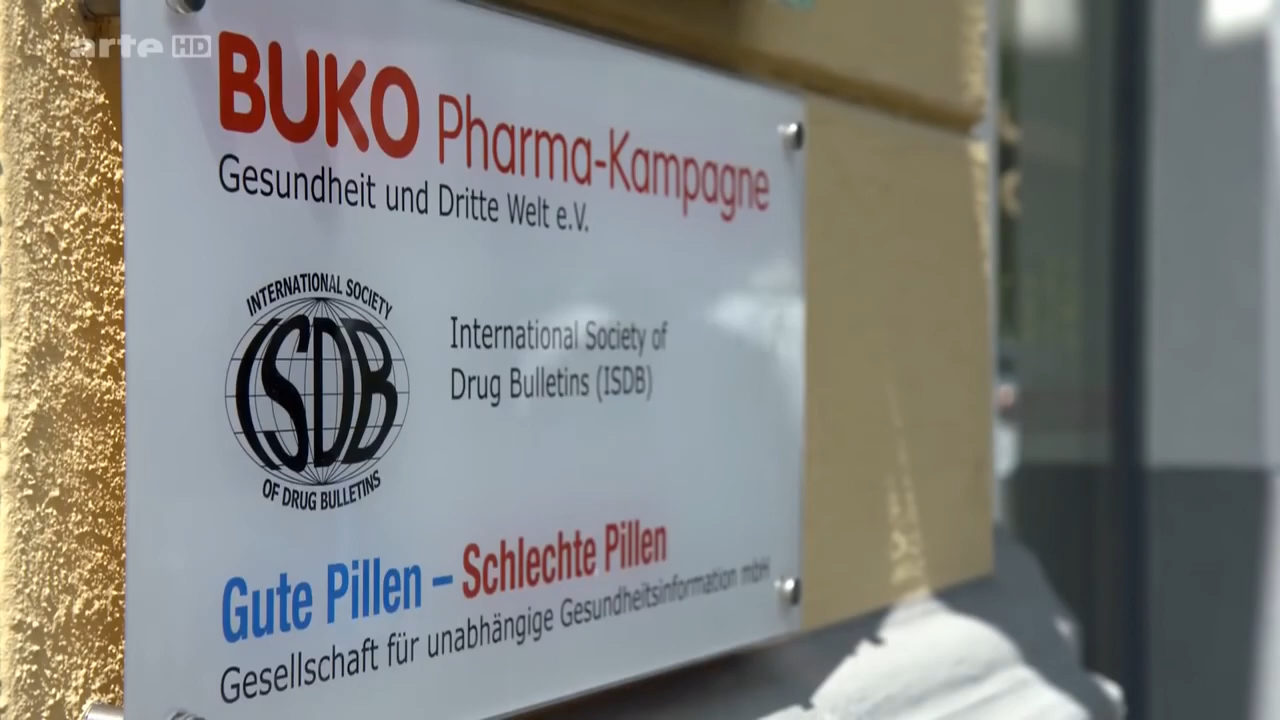 arte HD
BUKO Pharma-Kampagne
Gesundheit und Dritte Welt e.V.
INTERNATIONAL SOCIETY
ISDB
OF DRUG BULLETINS
International Society of
Drug Bulletins (ISDB)
Gute Pillen – Schlechte Pillen
Gesellschaft für unabhängige Gesundheitsinformation mbH